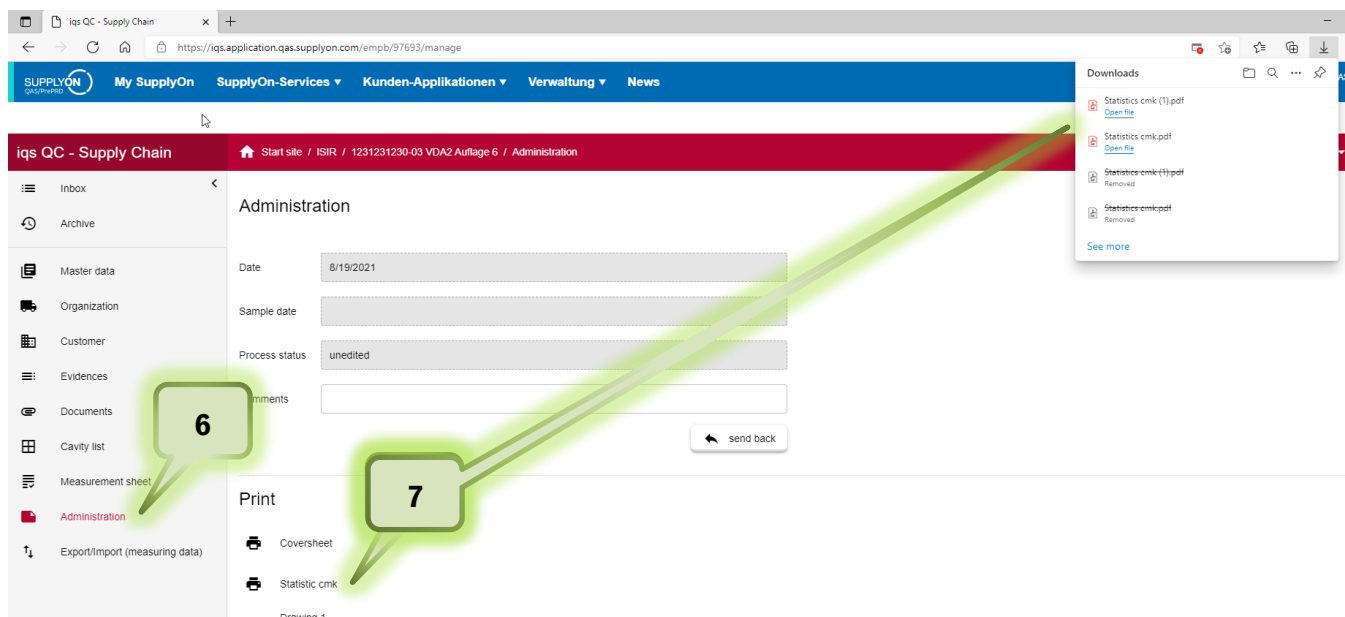 iqs QC - Supply Chain
https://iqs.application.qas.supplyon.com/empb/97693/manage
SUPPLYON
QAS/PrePRD
My SupplyOn SupplyOn-Services Kunden-Applikationen Verwaltung News
Downloads
Statistics cmk (1).pdf
Open file
Statistics cmk.pdf
Open file
Statistics cmk (1).pdf
Removed
Statistics cmk.pdf
Removed
See more
iqs QC - Supply Chain
Start site / ISIR / 1231231230-03 VDA2 Auflage 6 / Administration
Inbox
Archive
Master data
Organization
Customer
Evidences
Documents
Cavity list
Measurement sheet
Administration
Export/Import (measuring data)
6
Administration
Date 8/19/2021
Sample date
Process status unedited
mments
send back
7
Print
Coversheet
Statistic cmk
Drawing 1